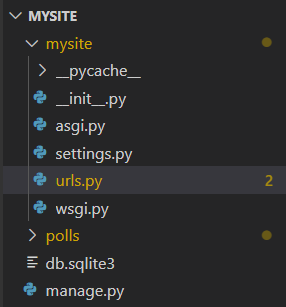 MYSITE
mysite
__pycache__
__init__.py
asgi.py
settings.py
urls.py 2
wsgi.py
polls
db.sqlite3
manage.py